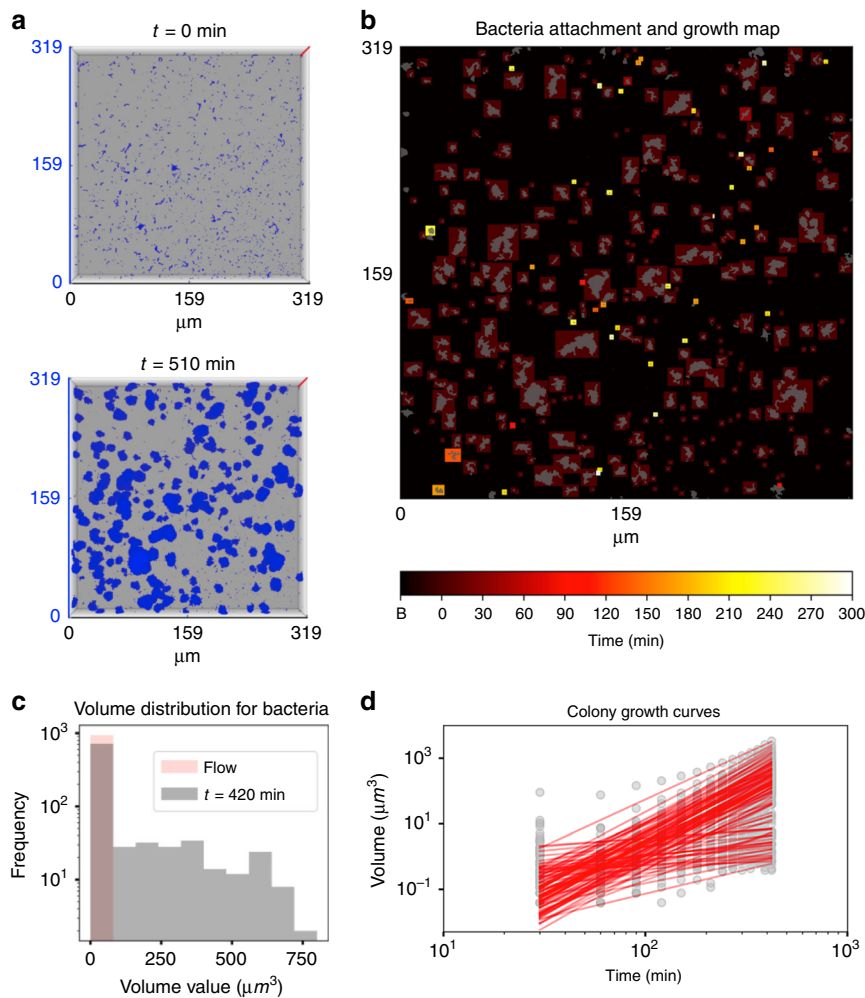 a
t = 0 min
319
159
0
0
159
319
μm
t = 510 min
319
159
0
0
159
319
μm
b
Bacteria attachment and growth map
319
159
0
159
μm
B 0 30 60 90 120 150 180 210 240 270 300
Time (min)
c
Volume distribution for bacteria
Flow
t = 420 min
10³
10²
10¹
Frequency
0 250 500 750
Volume value (μm³)
d
Colony growth curves
10³
10¹
10⁻¹
Volume (μm³)
10¹ 10² 10³
Time (min)